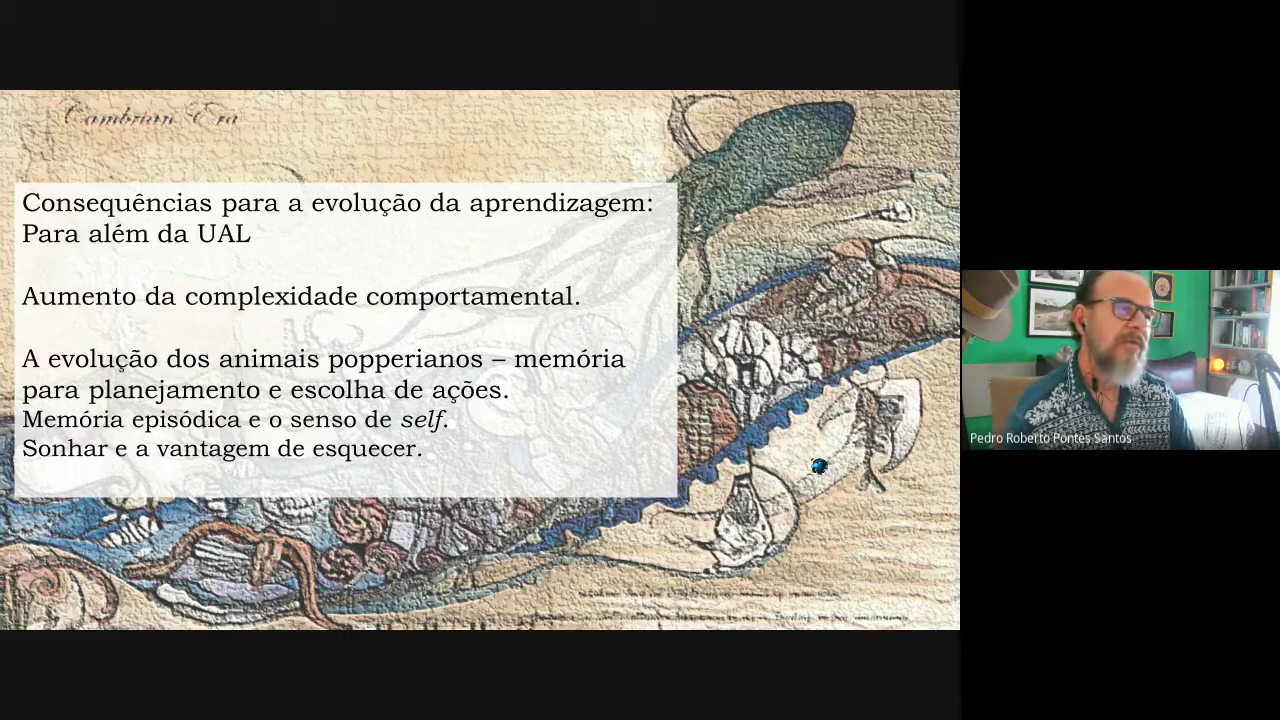 Cambrian Era
Consequências para a evolução da aprendizagem:
Para além da UAL
Aumento da complexidade comportamental.
A evolução dos animais popperianos – memória
para planejamento e escolha de ações.
Memória episódica e o senso de self.
Sonhar e a vantagem de esquecer.
Pedro Roberto Pontes Santos